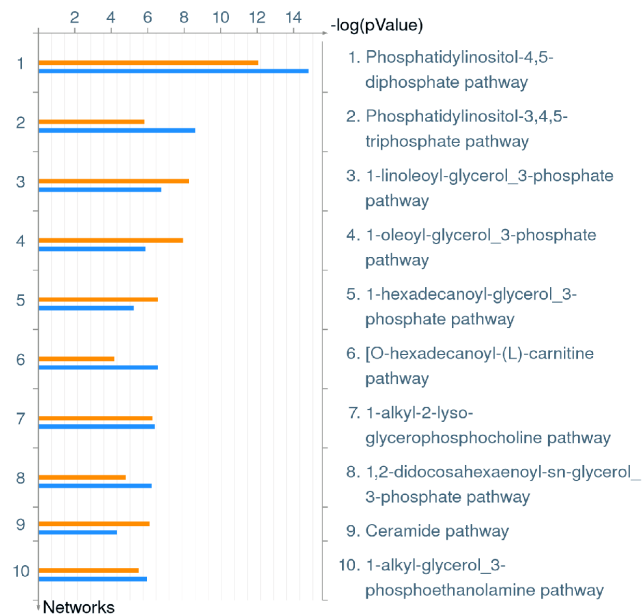 2 4 6 8 10 12 14
-log(pValue)
1
2
3
4
5
6
7
8
9
10
Networks
1. Phosphatidylinositol-4,5-
diphosphate pathway
2. Phosphatidylinositol-3,4,5-
triphosphate pathway
3. 1-linoleoyl-glycerol_3-phosphate
pathway
4. 1-oleoyl-glycerol_3-phosphate
pathway
5. 1-hexadecanoyl-glycerol_3-
phosphate pathway
6. [O-hexadecanoyl-(L)-carnitine
pathway
7. 1-alkyl-2-lyso-
glycerophosphocholine pathway
8. 1,2-didocosahexaenoyl-sn-glycerol_
3-phosphate pathway
9. Ceramide pathway
10. 1-alkyl-glycerol_3-
phosphoethanolamine pathway